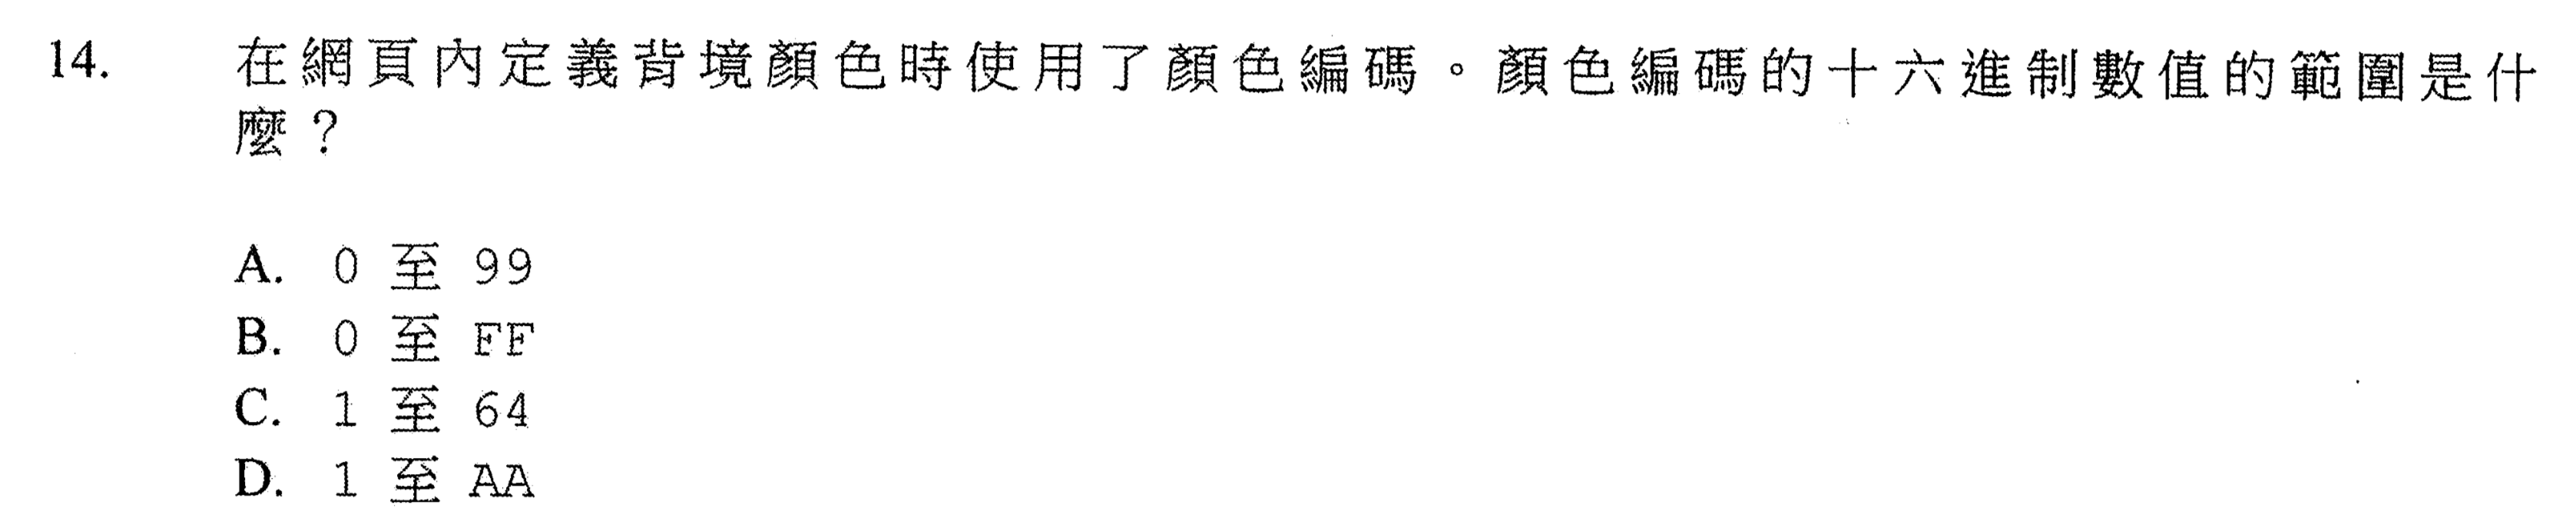 14. 在網頁內定義背境顏色時使用了顏色編碼。顏色編碼的十六進制數值的範圍是什
麼？
A. 0 至 99
B. 0 至 FF
C. 1 至 64
D. 1 至 AA